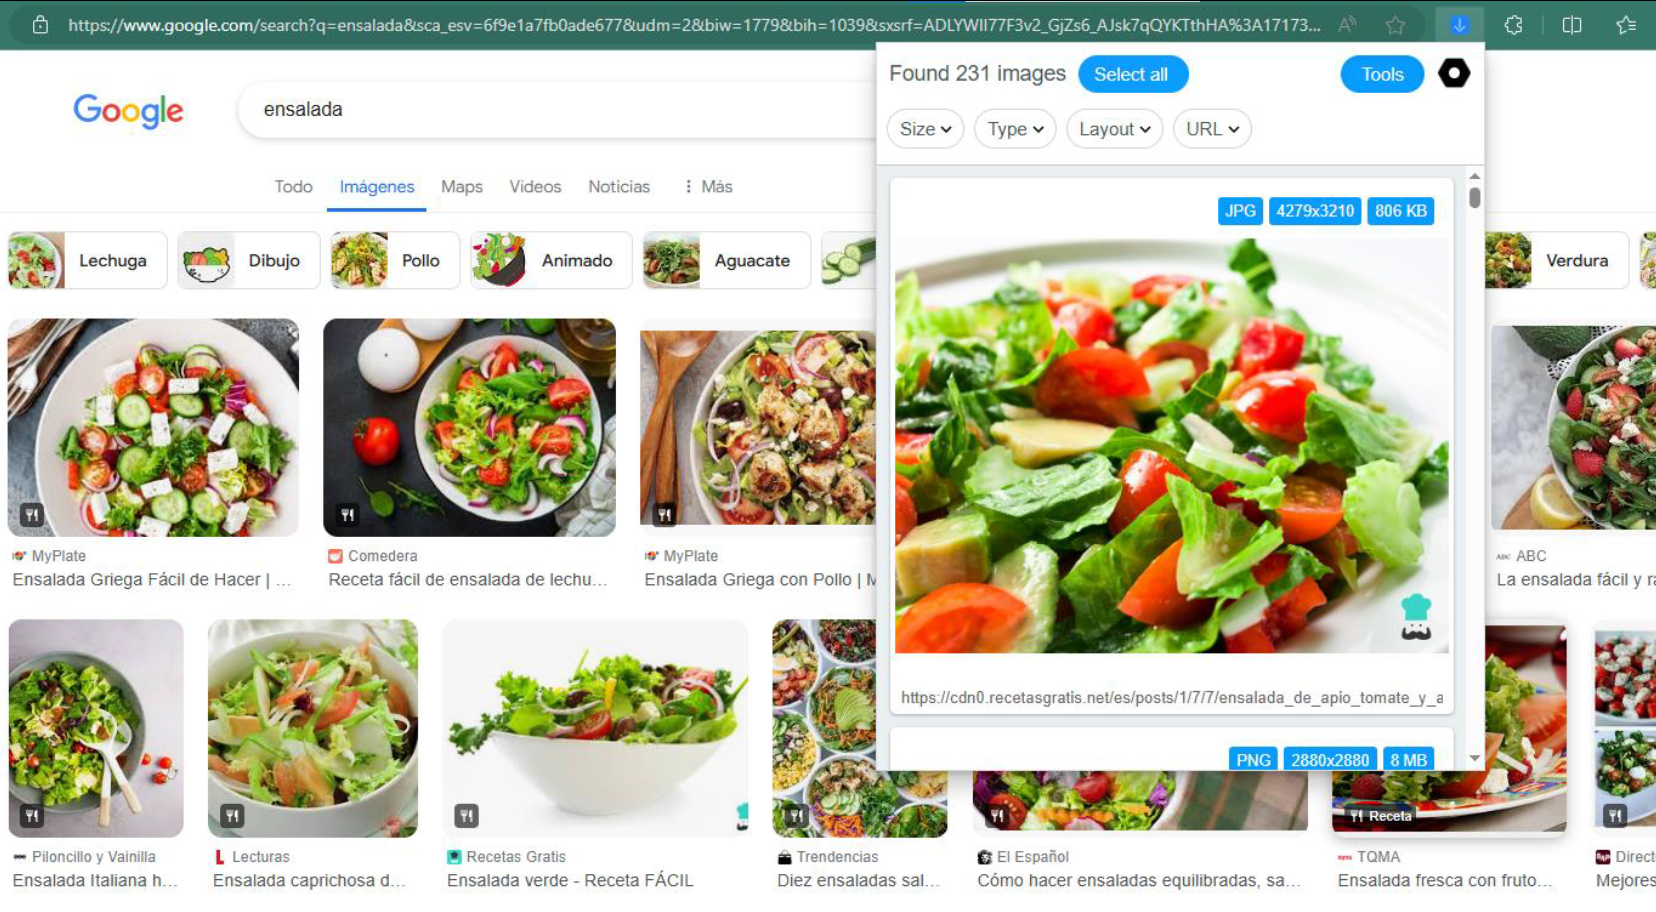 https://www.google.com/search?q=ensalada&sca_esv=6f9e1a7fb0ade677&udm=2&biw=1779&bih=1039&sxsrf=ADLYWIl77F3v2_GjZs6_AJsk7qQYKTthHA%3A17173...
Found 231 images
Select all
Tools
Google
ensalada
Size
Type
Layout
URL
Todo
Imágenes
Maps
Vídeos
Noticias
Más
JPG
4279x3210
806 KB
Lechuga
Dibujo
Pollo
Animado
Aguacate
Verdura
MyPlate
Ensalada Griega Fácil de Hacer | ...
Comedera
Receta fácil de ensalada de lechu...
MyPlate
Ensalada Griega con Pollo | M
ABC
La ensalada fácil y ra
https://cdn0.recetasgratis.net/es/posts/1/7/7/ensalada_de_apio_tomate_y_a
PNG
2880x2880
8 MB
Receta
Piloncillo y Vainilla
Ensalada Italiana h...
Lecturas
Ensalada caprichosa d...
Recetas Gratis
Ensalada verde - Receta FÁCIL
Trendencias
Diez ensaladas sal...
El Español
Cómo hacer ensaladas equilibradas, sa...
TQMA
Ensalada fresca con fruto...
Direct
Mejores